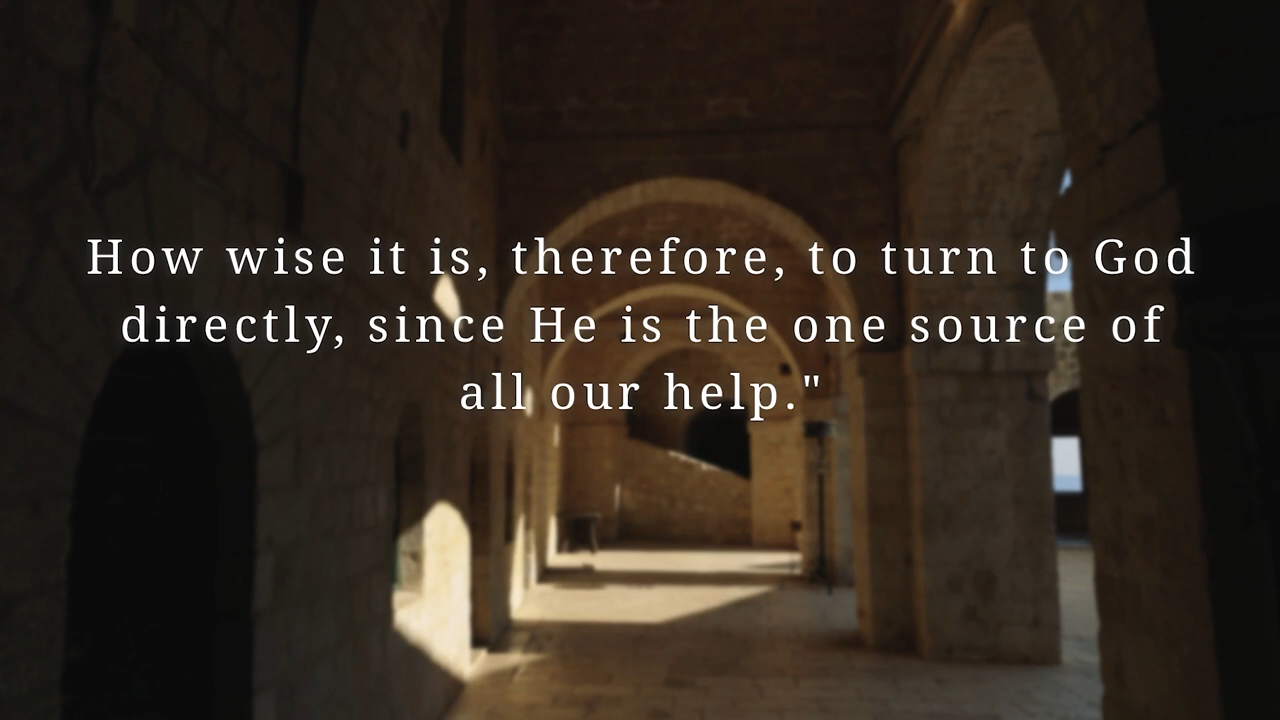 How wise it is, therefore, to turn to God
directly, since He is the one source of
all our help."